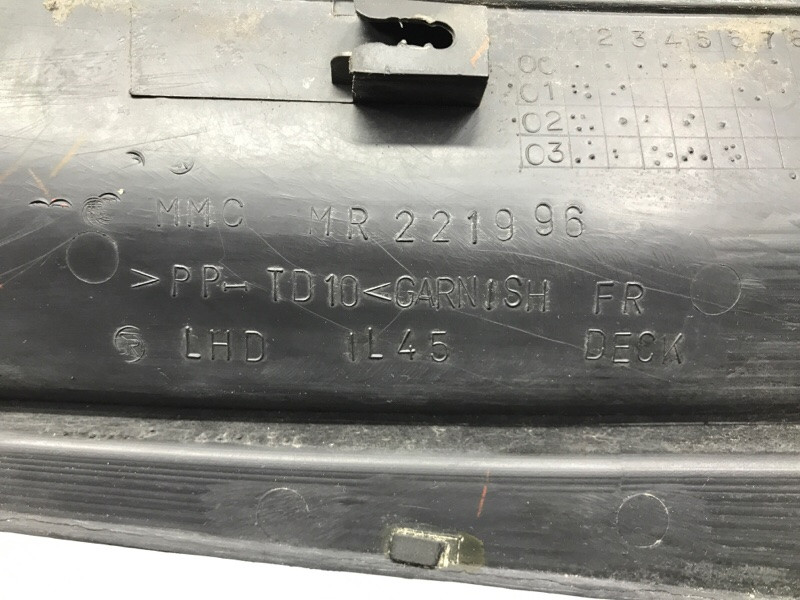 2 3 4 5 6 7 8
00
01
02
03
MMC MR221996
>PP-TD10<GARNISH FR
LHD 1L45 DECK